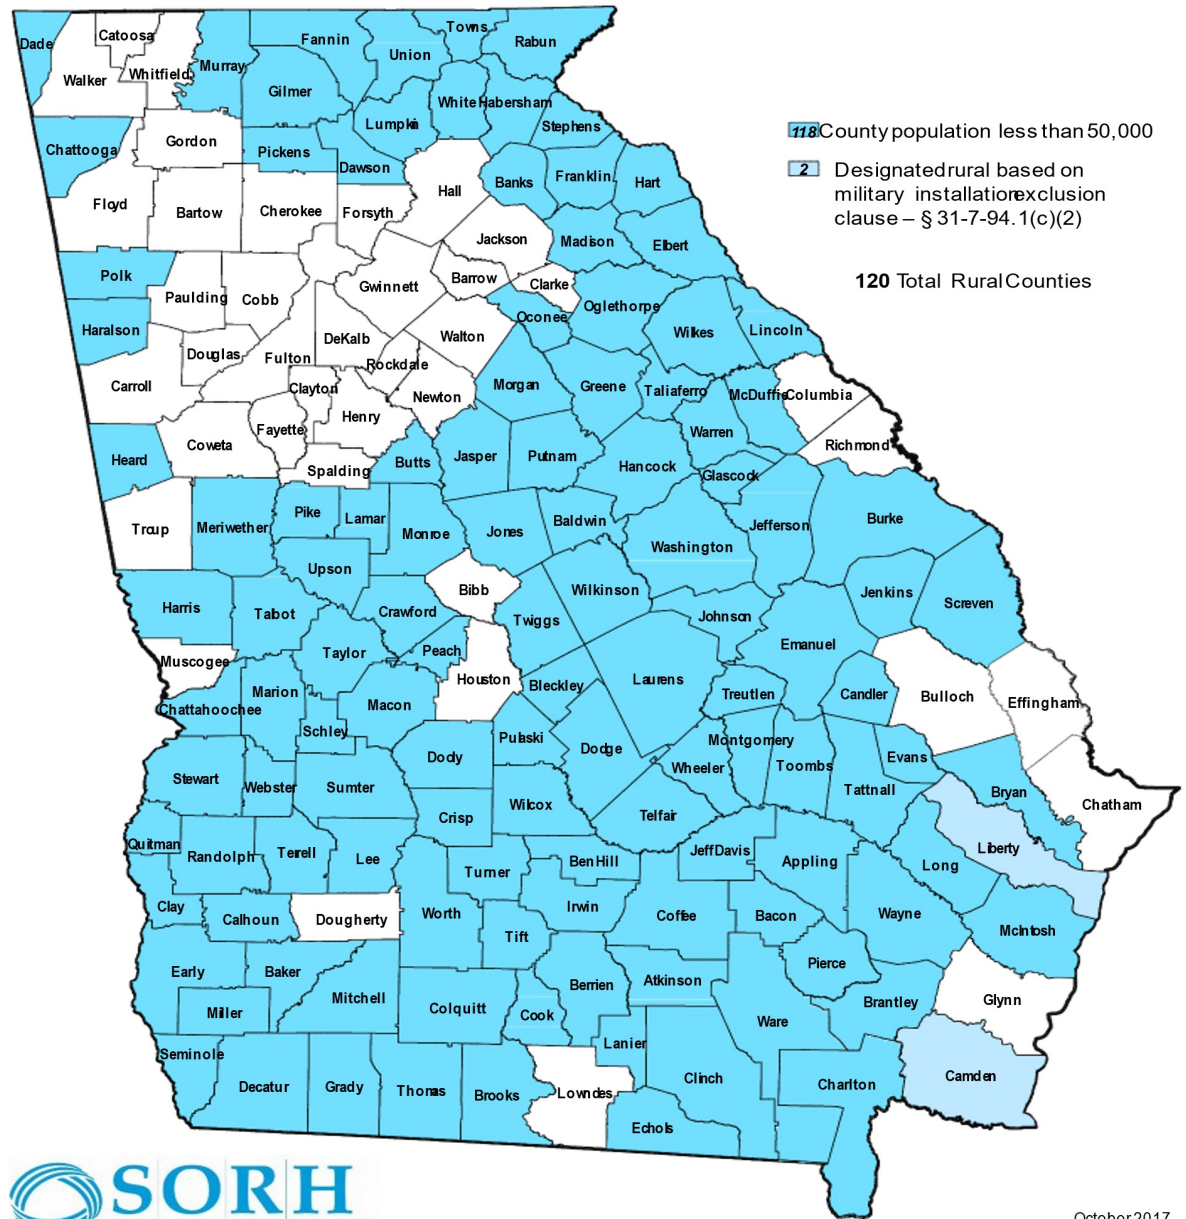 Dade
Catoosa
Walker
Whitfield
Murray
Fannin
Union
Towns
Rabun
Gilmer
White
Habersham
Lumpkin
Stephens
Chattooga
Gordon
Pickens
Dawson
Banks
Franklin
Hart
Hall
Floyd
Bartow
Cherokee
Forsyth
Jackson
Madison
Elbert
Polk
Paulding
Cobb
Gwinnett
Barrow
Clarke
Oconee
Oglethorpe
Wilkes
Lincoln
Haralson
Douglas
Fulton
DeKalb
Rockdale
Walton
Carroll
Clayton
Henry
Newton
Morgan
Greene
Taliaferro
McDuffie
Columbia
Heard
Coweta
Fayette
Spalding
Butts
Jasper
Putnam
Hancock
Warren
Glascock
Richmond
Troup
Meriwether
Pike
Lamar
Monroe
Jones
Baldwin
Washington
Jefferson
Burke
Upson
Bibb
Wilkinson
Harris
Talbot
Crawford
Twiggs
Johnson
Jenkins
Screven
Emanuel
Muscogee
Taylor
Peach
Houston
Bleckley
Laurens
Treutlen
Candler
Bulloch
Effingham
Chattahoochee
Marion
Macon
Schley
Dooly
Pulaski
Dodge
Montgomery
Wheeler
Toombs
Evans
Tattnall
Bryan
Chatham
Stewart
Webster
Sumter
Crisp
Wilcox
Telfair
Quitman
Randolph
Terrell
Lee
Turner
Ben Hill
Jeff Davis
Appling
Long
Liberty
Clay
Calhoun
Dougherty
Worth
Tift
Irwin
Coffee
Bacon
Wayne
McIntosh
Early
Baker
Miller
Mitchell
Colquitt
Cook
Berrien
Atkinson
Pierce
Ware
Brantley
Glynn
Seminole
Decatur
Grady
Thomas
Brooks
Lowndes
Lanier
Clinch
Echols
Charlton
Camden
118 County population less than 50,000
2 Designated rural based on
military installation exclusion
clause – § 31-7-94.1(c)(2)
120 Total Rural Counties
SORH
October 2017